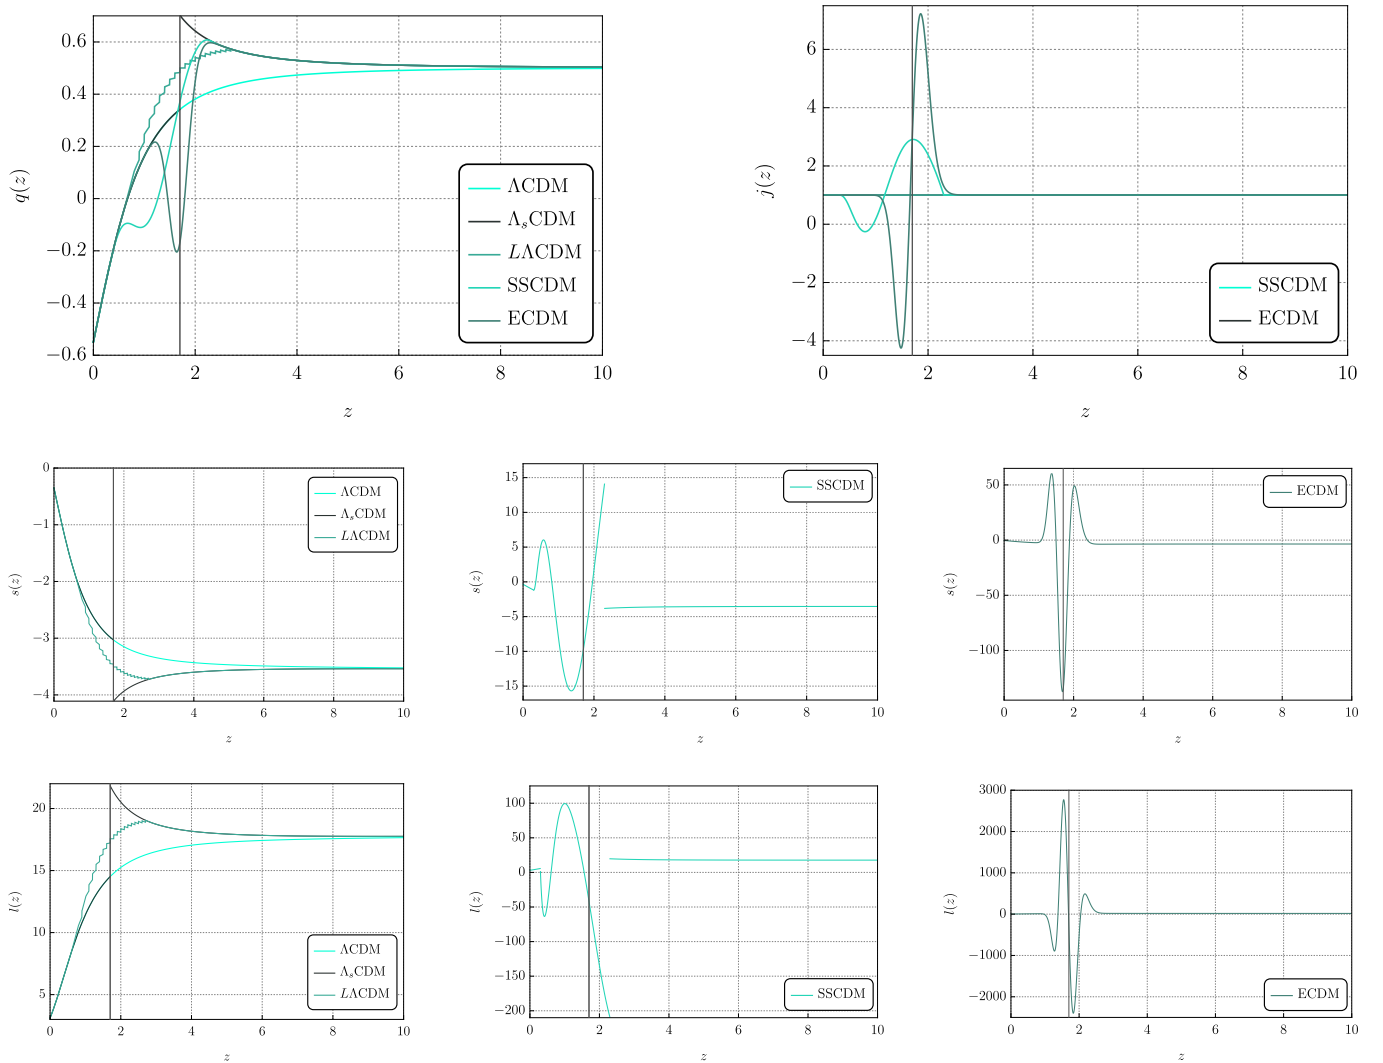 q(z)
0.6
0.4
0.2
0
−0.2
−0.4
−0.6
0 2 4 6 8 10
z
ΛCDM
Λ_sCDM
LΛCDM
SSCDM
ECDM
j(z)
6
4
2
0
−2
−4
0 2 4 6 8 10
z
SSCDM
ECDM
s(z)
0
−1
−2
−3
−4
0 2 4 6 8 10
z
ΛCDM
Λ_sCDM
LΛCDM
s(z)
15
10
5
0
−5
−10
−15
0 2 4 6 8 10
z
SSCDM
s(z)
50
0
−50
−100
0 2 4 6 8 10
z
ECDM
l(z)
20
15
10
5
0 2 4 6 8 10
z
ΛCDM
Λ_sCDM
LΛCDM
l(z)
100
50
0
−50
−100
−150
−200
0 2 4 6 8 10
z
SSCDM
l(z)
3000
2000
1000
0
−1000
−2000
0 2 4 6 8 10
z
ECDM